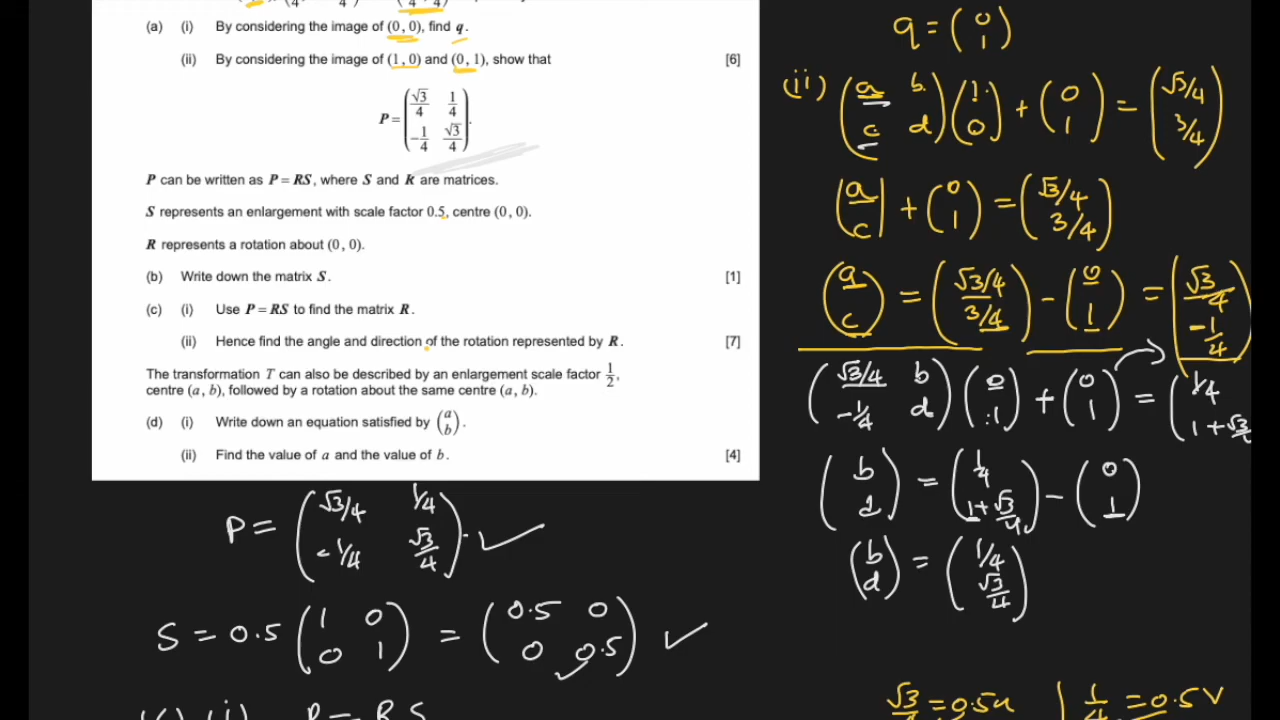 (a) (i) By considering the image of (0, 0), find q.
(ii) By considering the image of (1, 0) and (0, 1), show that [6]
P = ( √3/4 1/4
-1/4 √3/4 ).
P can be written as P = RS, where S and R are matrices.
S represents an enlargement with scale factor 0.5, centre (0, 0).
R represents a rotation about (0, 0).
(b) Write down the matrix S. [1]
(c) (i) Use P = RS to find the matrix R.
(ii) Hence find the angle and direction of the rotation represented by R. [7]
The transformation T can also be described by an enlargement scale factor 1/2,
centre (a, b), followed by a rotation about the same centre (a, b).
(d) (i) Write down an equation satisfied by (a b).
(ii) Find the value of a and the value of b. [4]
P = ( √3/4 1/4
-1/4 √3/4 ).
S = 0.5 ( 1 0
0 1 ) = ( 0.5 0
0 0.5 )
P = RS
q = ( 0
1 )
(ii) ( a b
c d ) ( 1
0 ) + ( 0
1 ) = ( √3/4
3/4 )
( a
c ) + ( 0
1 ) = ( √3/4
3/4 )
( a
c ) = ( √3/4
3/4 ) - ( 0
1 ) = ( √3/4
-1/4
( √3/4 b
-1/4 d ) ( 0
1 ) + ( 0
1 ) = ( 1/4
1 + √3/4
( b
d ) = ( 1/4
1 + √3/4 ) - ( 0
1 )
( b
d ) = ( 1/4
√3/4 )
√3/4 = 0.5u | 1/4 = 0.5V